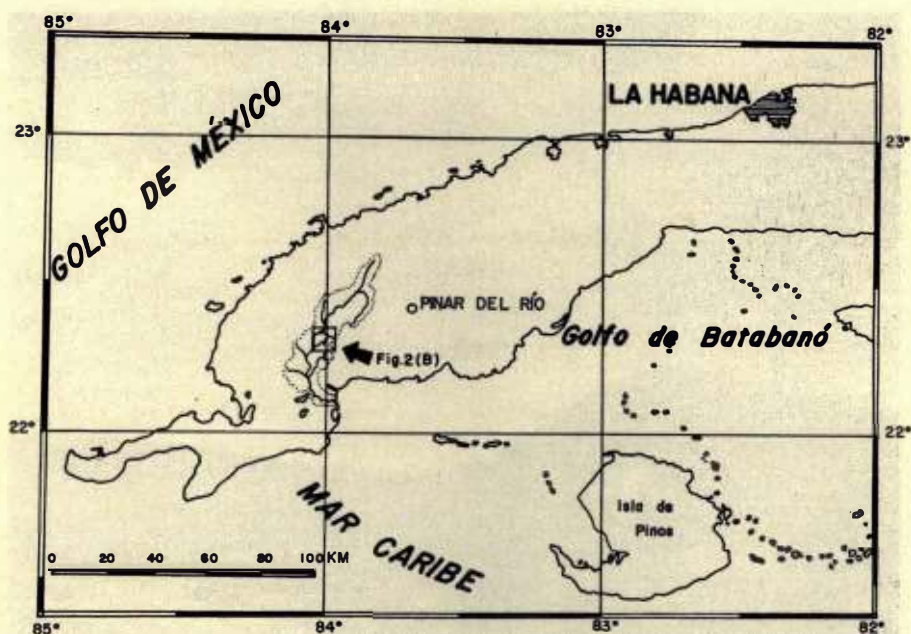 85°
84°
83°
82°
GOLFO DE MÉXICO
LA HABANA
23°
23°
PINAR DEL RÍO
Golfo de Batabanó
Fig.2(B)
22°
22°
MAR CARIBE
Isla de
Pinos
0 20 40 60 80 100 KM
85°
84°
83°
82°